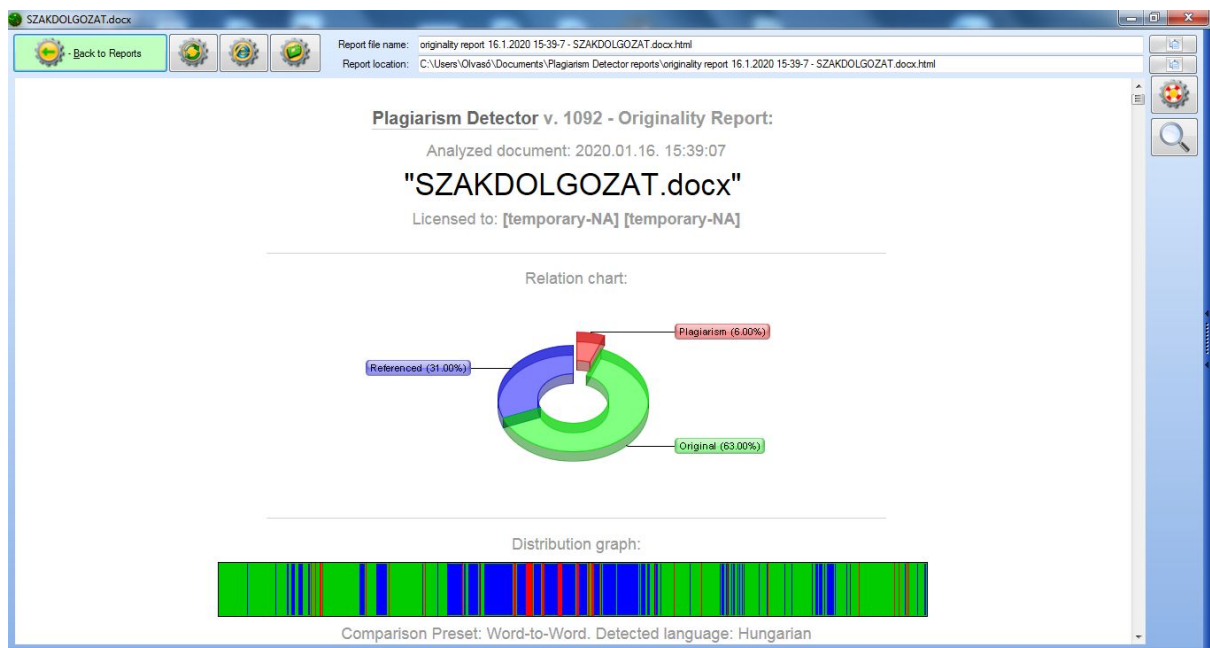 SZAKDOLGOZAT.docx
- Back to Reports
Report file name: originality report 16.1.2020 15-39-7 - SZAKDOLGOZAT.docx.html
Report location: C:\Users\Olvasó\Documents\Plagiarism Detector reports\originality report 16.1.2020 15-39-7 - SZAKDOLGOZAT.docx.html
Plagiarism Detector v. 1092 - Originality Report:
Analyzed document: 2020.01.16. 15:39:07
"SZAKDOLGOZAT.docx"
Licensed to: [temporary-NA] [temporary-NA]
Relation chart:
Plagiarism (6.00%)
Referenced (31.00%)
Original (63.00%)
Distribution graph:
Comparison Preset: Word-to-Word. Detected language: Hungarian